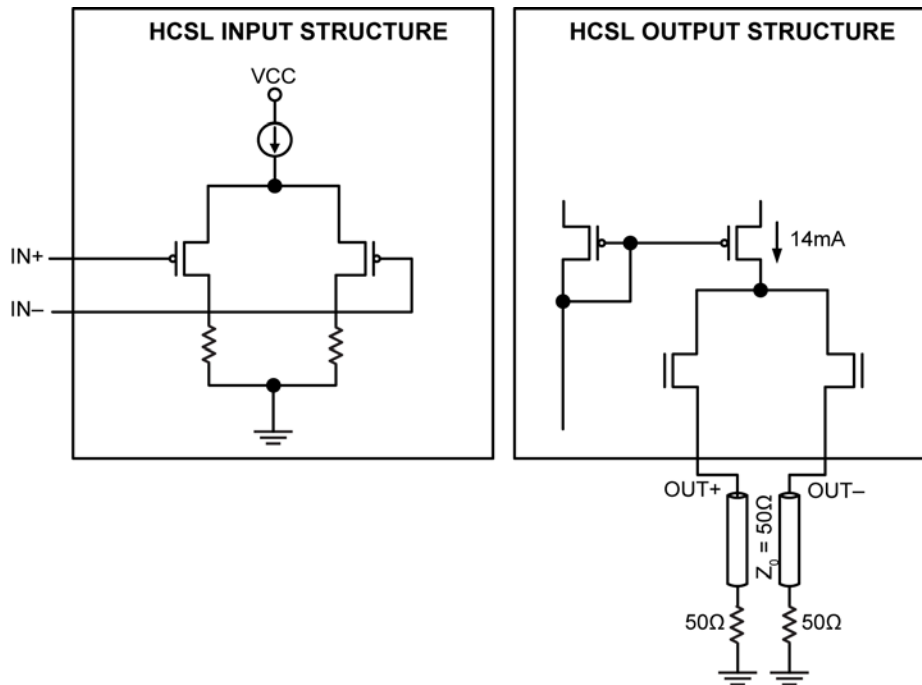 HCSL INPUT STRUCTURE
VCC
IN+
IN–
HCSL OUTPUT STRUCTURE
14mA
OUT+
OUT–
Z₀ = 50Ω
50Ω
50Ω